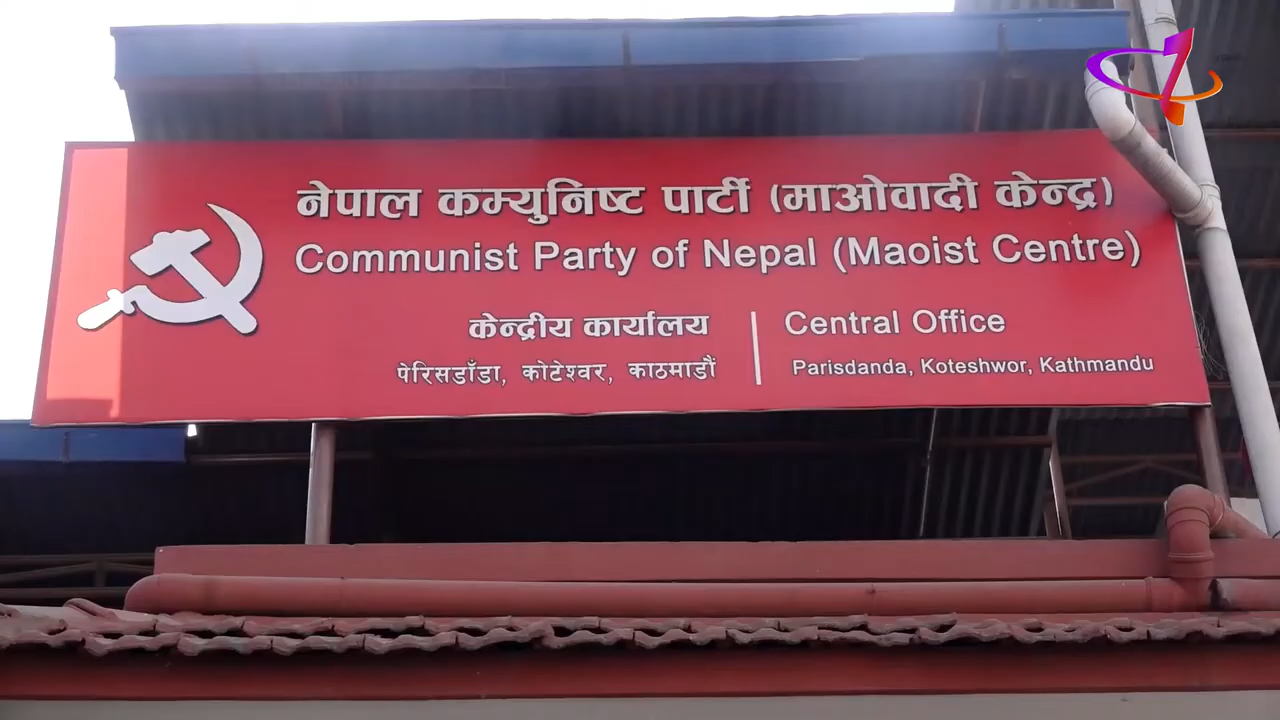 नेपाल कम्युनिष्ट पार्टी (माओवादी केन्द्र)
Communist Party of Nepal (Maoist Centre)
केन्द्रीय कार्यालय
पेरिसडाँडा, कोटेश्वर, काठमाडौं
Central Office
Parisdanda, Koteshwor, Kathmandu